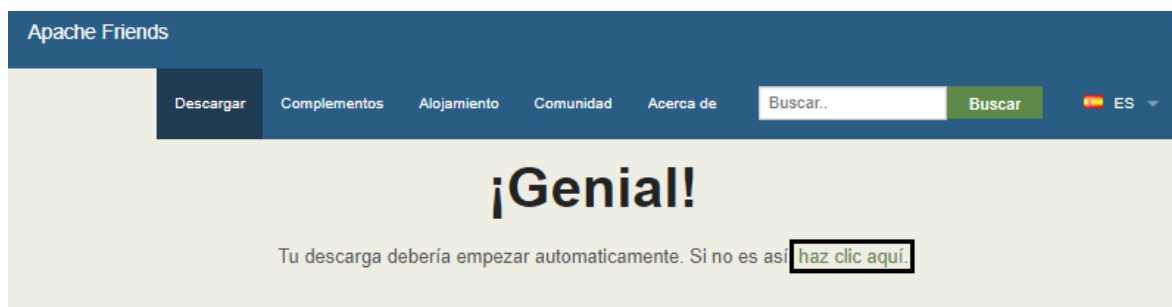 Apache Friends
Descargar Complementos Alojamiento Comunidad Acerca de Buscar.. Buscar ES
¡Genial!
Tu descarga debería empezar automaticamente. Si no es así haz clic aquí.